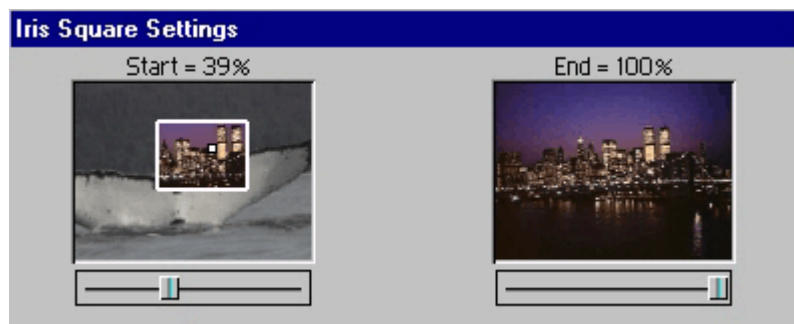 Iris Square Settings
Start = 39%
End = 100%